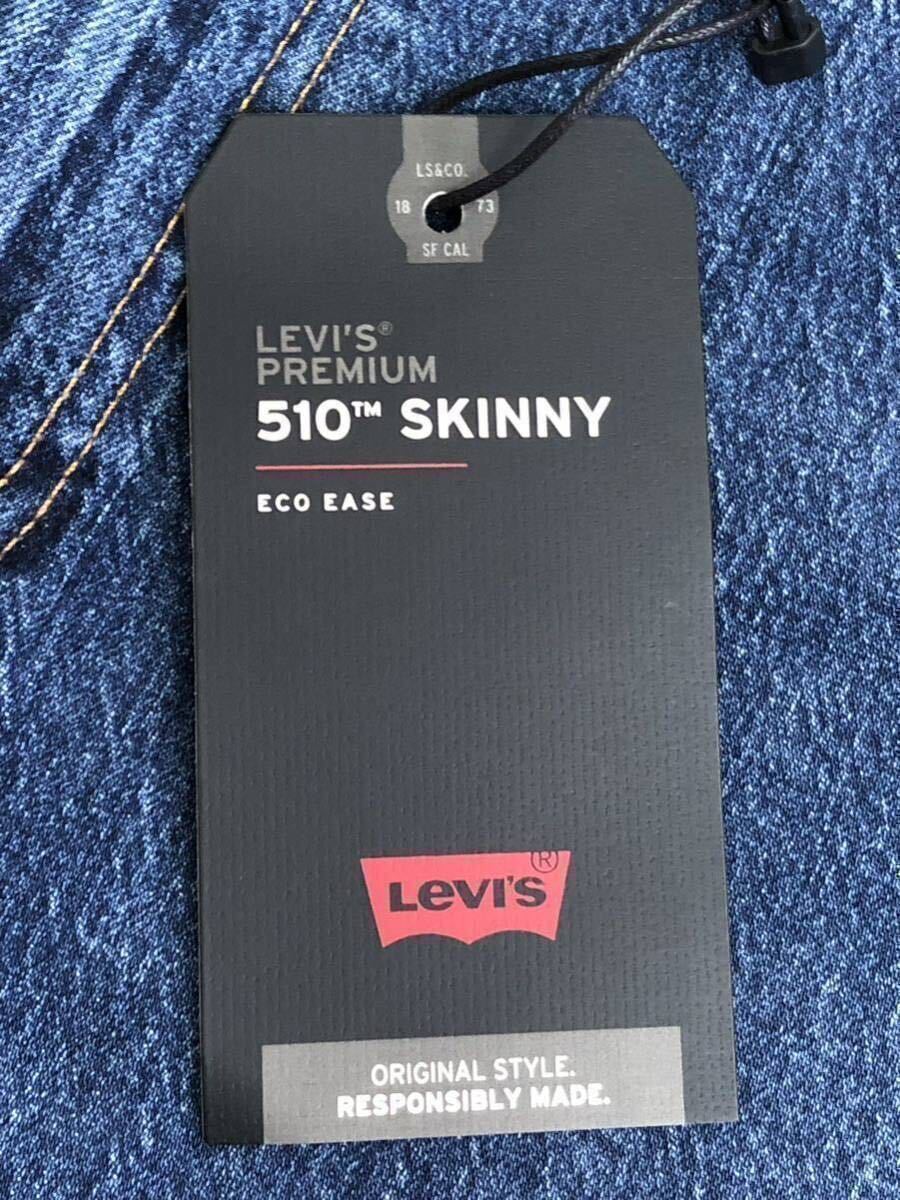 LS&CO.
18 73
SF CAL
LEVI'S®
PREMIUM
510™ SKINNY
ECO EASE
LEVI'S®
ORIGINAL STYLE.
RESPONSIBLY MADE.